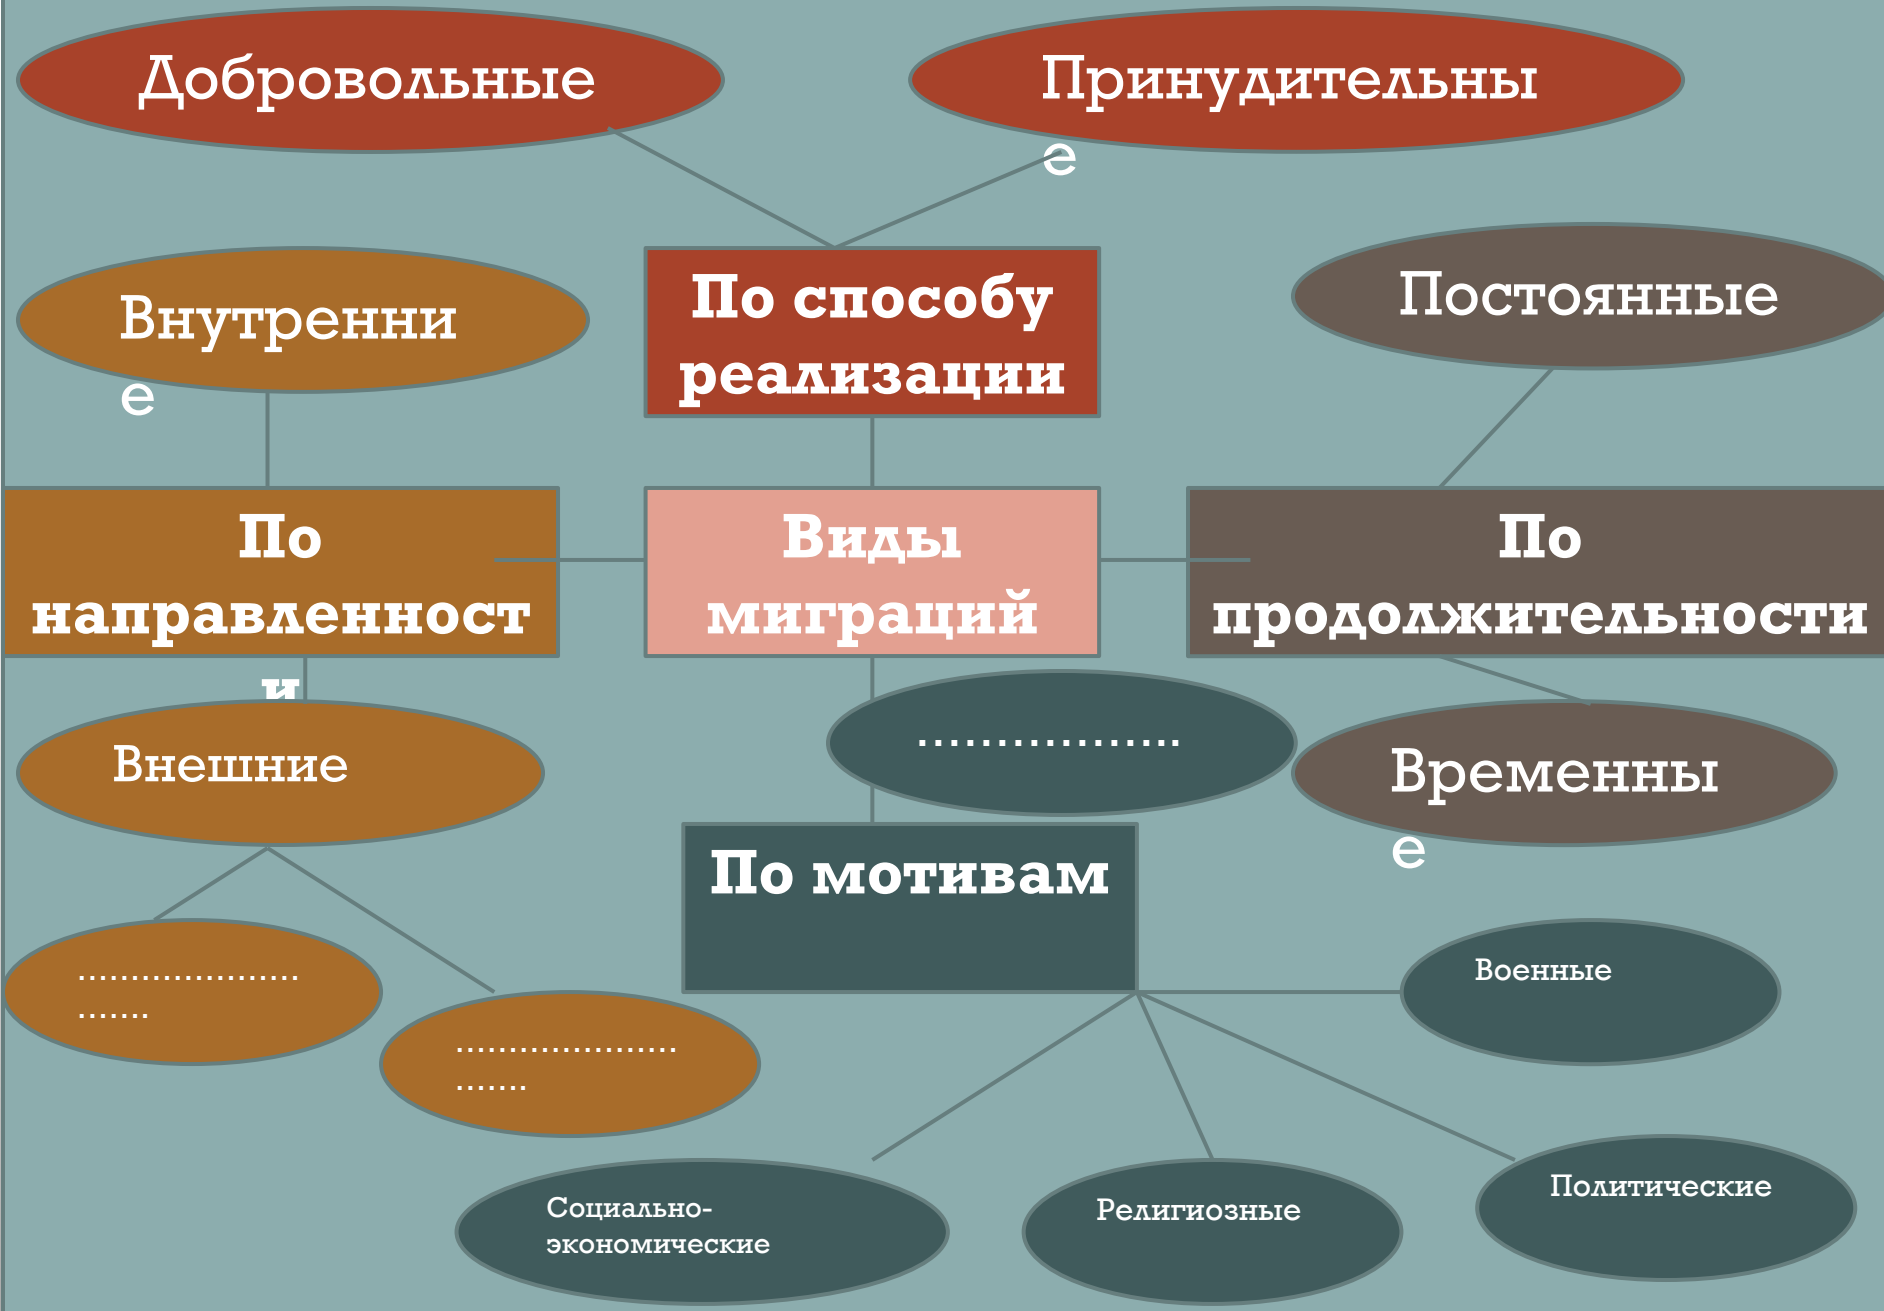 Добровольные
Принудительны
е
Внутренни
е
По способу
реализации
Постоянные
По
направленност
и
Виды
миграций
По
продолжительности
Внешние
..................
Временны
е
По мотивам
.....................
.......
.....................
.......
Военные
Социально-
экономические
Религиозные
Политические